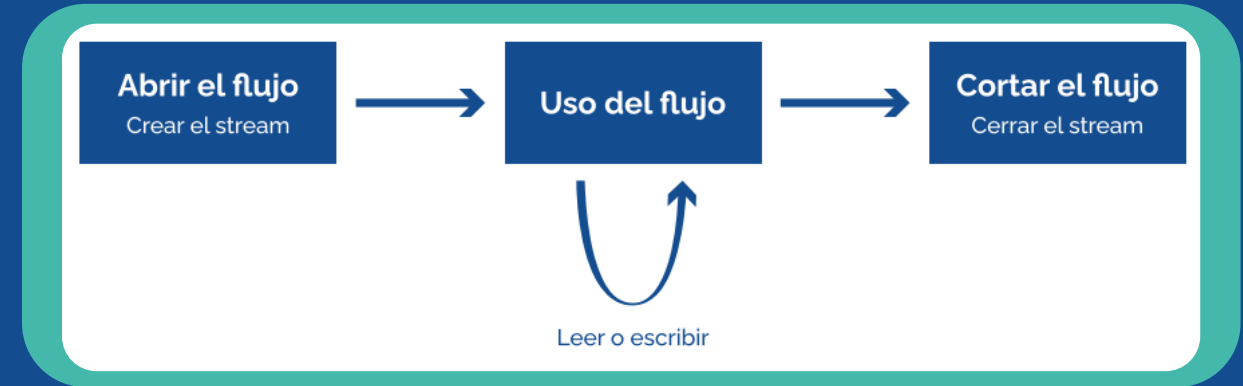 Abrir el flujo
Crear el stream
Uso del flujo
Cortar el flujo
Cerrar el stream
Leer o escribir